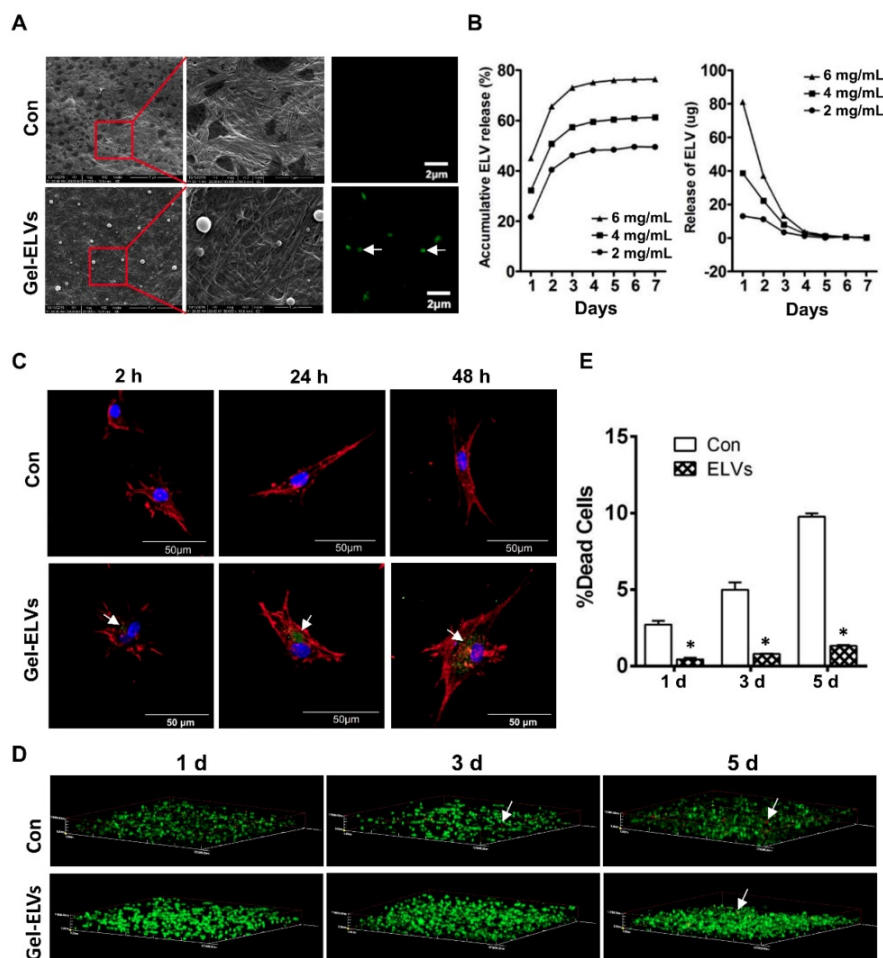 A
Con
2µm
Gel-ELVs
2µm
B
Accumulative ELV release (%)
80
60
40
20
0
6 mg/mL
4 mg/mL
2 mg/mL
1 2 3 4 5 6 7
Days
Release of ELV (ug)
100
80
60
40
20
0
-20
6 mg/mL
4 mg/mL
2 mg/mL
1 2 3 4 5 6 7
Days
C
2 h 24 h 48 h
Con
50µm 50µm 50µm
Gel-ELVs
50 µm 50 µm 50 µm
E
%Dead Cells
15
10
5
0
Con
ELVs
* * *
1 d 3 d 5 d
D
1 d 3 d 5 d
Con
Gel-ELVs